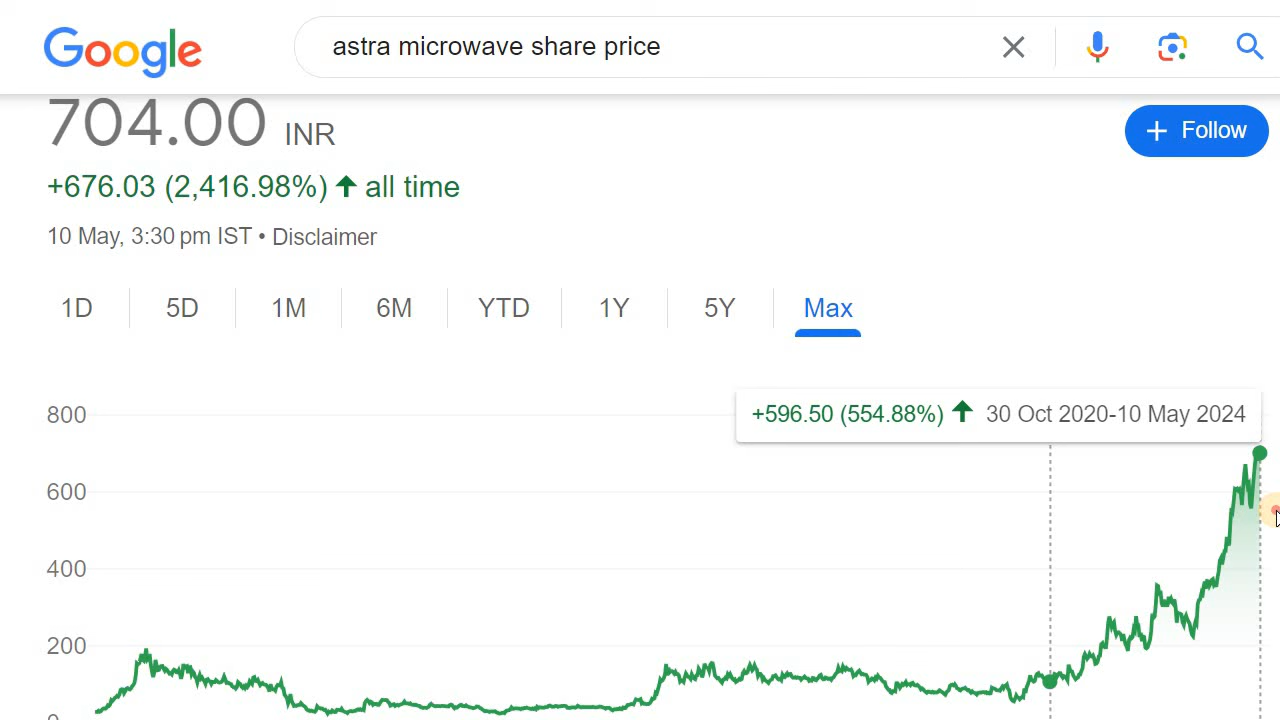 Google
astra microwave share price
704.00 INR
+ Follow
+676.03 (2,416.98%) ↑ all time
10 May, 3:30 pm IST • Disclaimer
1D 5D 1M 6M YTD 1Y 5Y Max
+596.50 (554.88%) ↑ 30 Oct 2020-10 May 2024
800
600
400
200
0